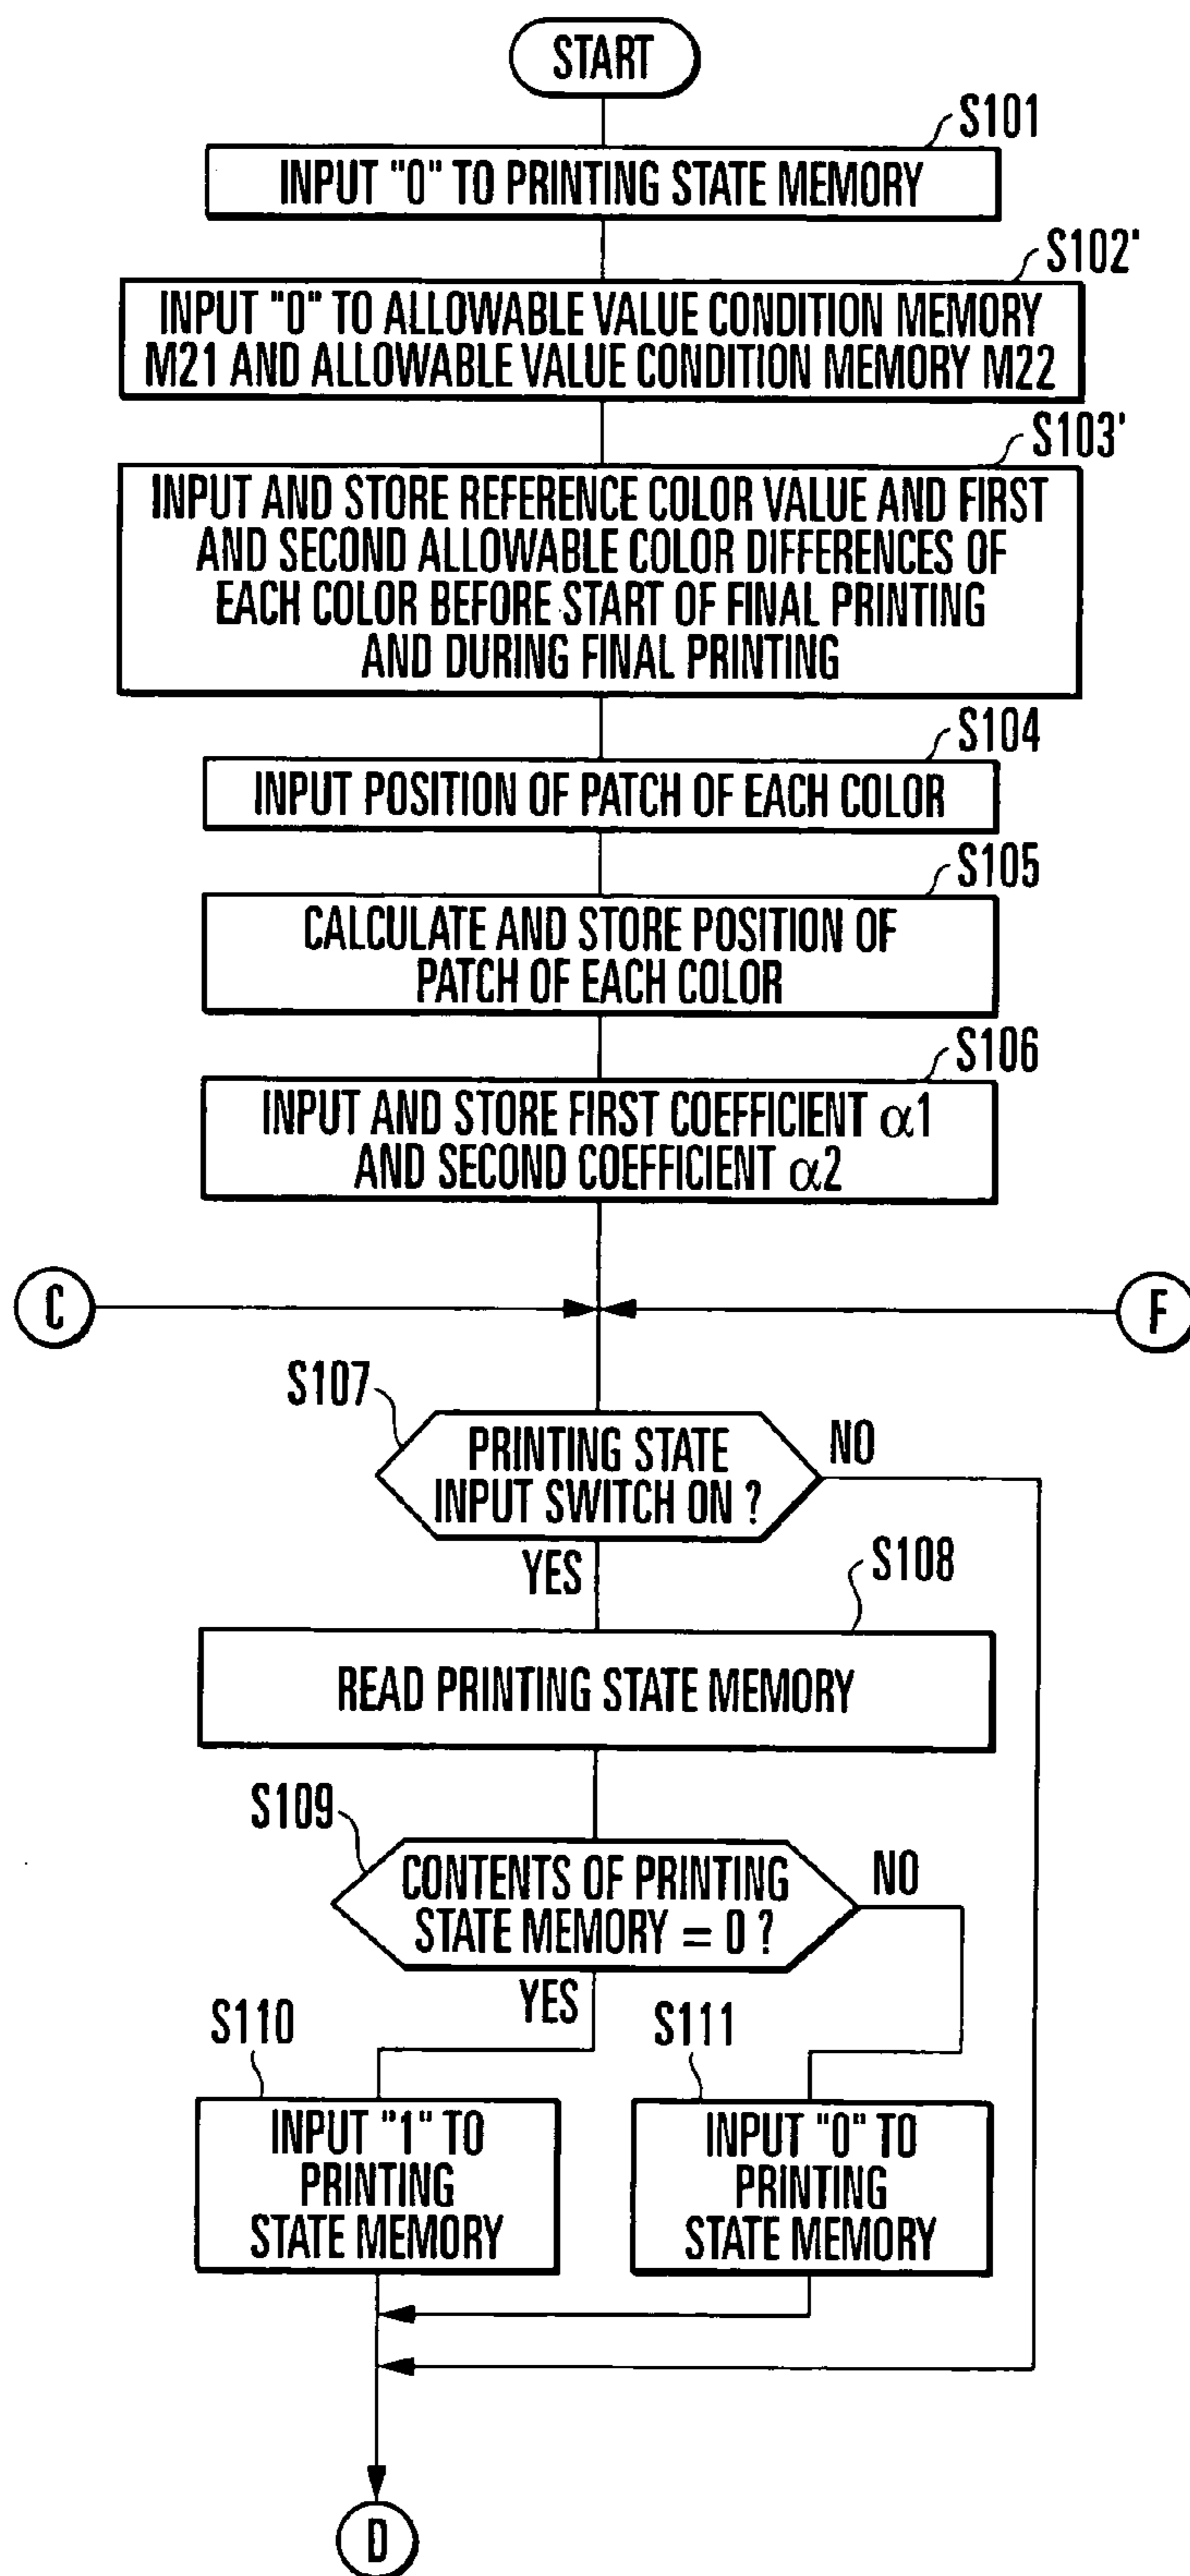 START
S101
INPUT "0" TO PRINTING STATE MEMORY
S102'
INPUT "0" TO ALLOWABLE VALUE CONDITION MEMORY
M21 AND ALLOWABLE VALUE CONDITION MEMORY M22
S103'
INPUT AND STORE REFERENCE COLOR VALUE AND FIRST
AND SECOND ALLOWABLE COLOR DIFFERENCES OF
EACH COLOR BEFORE START OF FINAL PRINTING
AND DURING FINAL PRINTING
S104
INPUT POSITION OF PATCH OF EACH COLOR
S105
CALCULATE AND STORE POSITION OF
PATCH OF EACH COLOR
S106
INPUT AND STORE FIRST COEFFICIENT α1
AND SECOND COEFFICIENT α2
C
F
S107
PRINTING STATE
INPUT SWITCH ON ?
NO
YES
S108
READ PRINTING STATE MEMORY
S109
CONTENTS OF PRINTING
STATE MEMORY = 0 ?
NO
YES
S110
INPUT "1" TO
PRINTING
STATE MEMORY
S111
INPUT "0" TO
PRINTING
STATE MEMORY
D